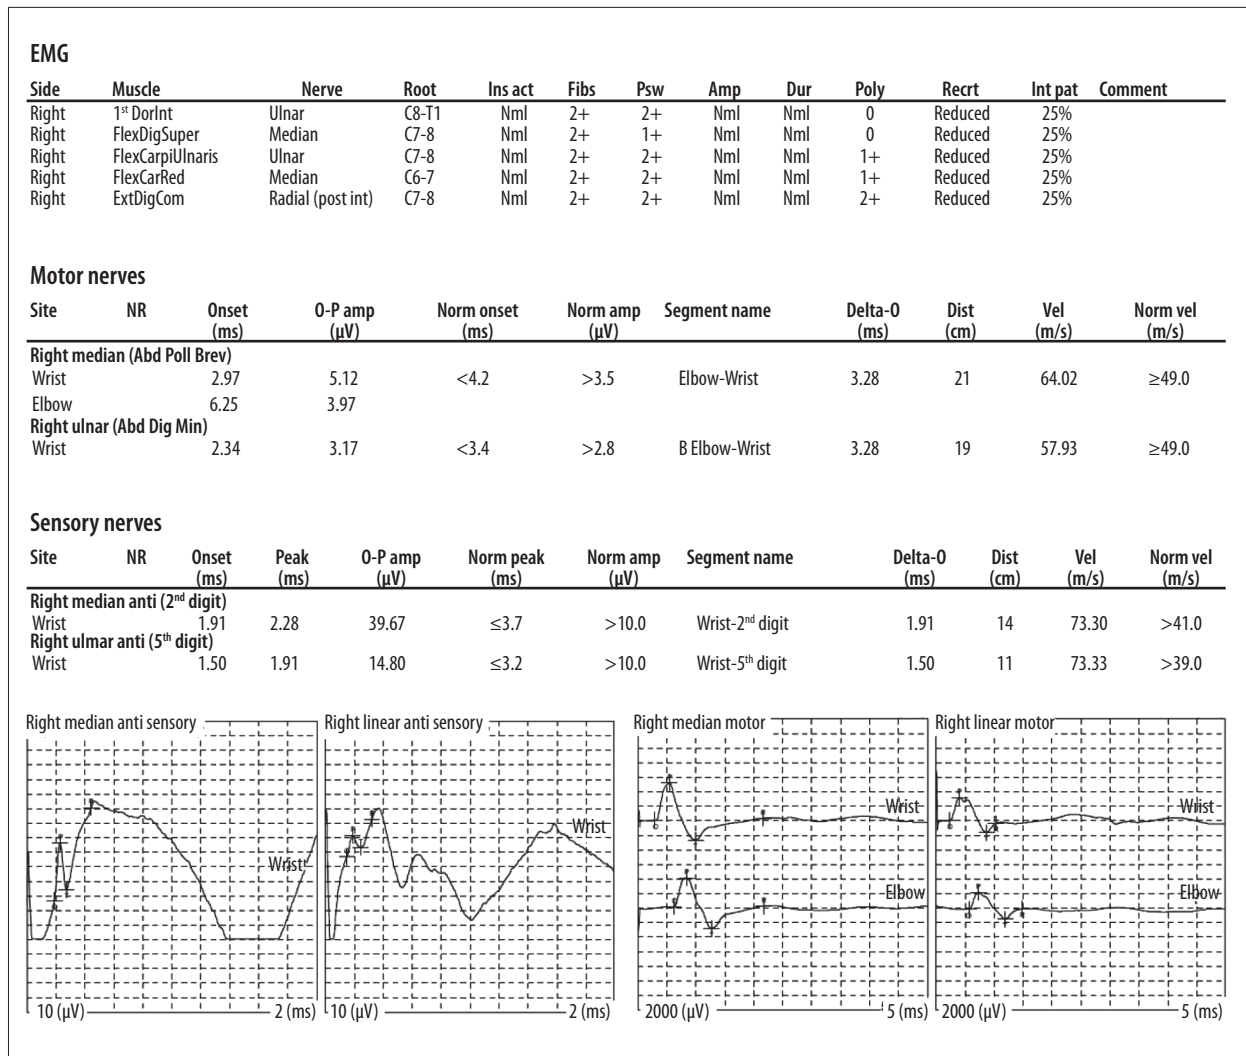 EMG
Side Muscle Nerve Root Ins act Fibs Psw Amp Dur Poly Recrt Int pat Comment
Right 1st DorInt Ulnar C8-T1 Nml 2+ 2+ Nml Nml 0 Reduced 25%
Right FlexDigSuper Median C7-8 Nml 2+ 1+ Nml Nml 0 Reduced 25%
Right FlexCarpiUlnaris Ulnar C7-8 Nml 2+ 2+ Nml Nml 1+ Reduced 25%
Right FlexCarRed Median C6-7 Nml 2+ 2+ Nml Nml 1+ Reduced 25%
Right ExtDigCom Radial (post int) C7-8 Nml 2+ 2+ Nml Nml 2+ Reduced 25%
Motor nerves
Site NR Onset O-P amp Norm onset Norm amp Segment name Delta-O Dist Vel Norm vel
(ms) (µV) (ms) (µV) (ms) (cm) (m/s) (m/s)
Right median (Abd Poll Brev)
Wrist 2.97 5.12 <4.2 >3.5 Elbow-Wrist 3.28 21 64.02 ≥49.0
Elbow 6.25 3.97
Right ulnar (Abd Dig Min)
Wrist 2.34 3.17 <3.4 >2.8 B Elbow-Wrist 3.28 19 57.93 ≥49.0
Sensory nerves
Site NR Onset Peak O-P amp Norm peak Norm amp Segment name Delta-O Dist Vel Norm vel
(ms) (ms) (µV) (ms) (µV) (ms) (cm) (m/s) (m/s)
Right median anti (2nd digit)
Wrist 1.91 2.28 39.67 ≤3.7 >10.0 Wrist-2nd digit 1.91 14 73.30 >41.0
Right ulmar anti (5th digit)
Wrist 1.50 1.91 14.80 ≤3.2 >10.0 Wrist-5th digit 1.50 11 73.33 >39.0
Right median anti sensory
Wrist
10 (µV) 2 (ms)
Right linear anti sensory
Wrist
10 (µV) 2 (ms)
Right median motor
Wrist
Elbow
2000 (µV) 5 (ms)
Right linear motor
Wrist
Elbow
2000 (µV) 5 (ms)